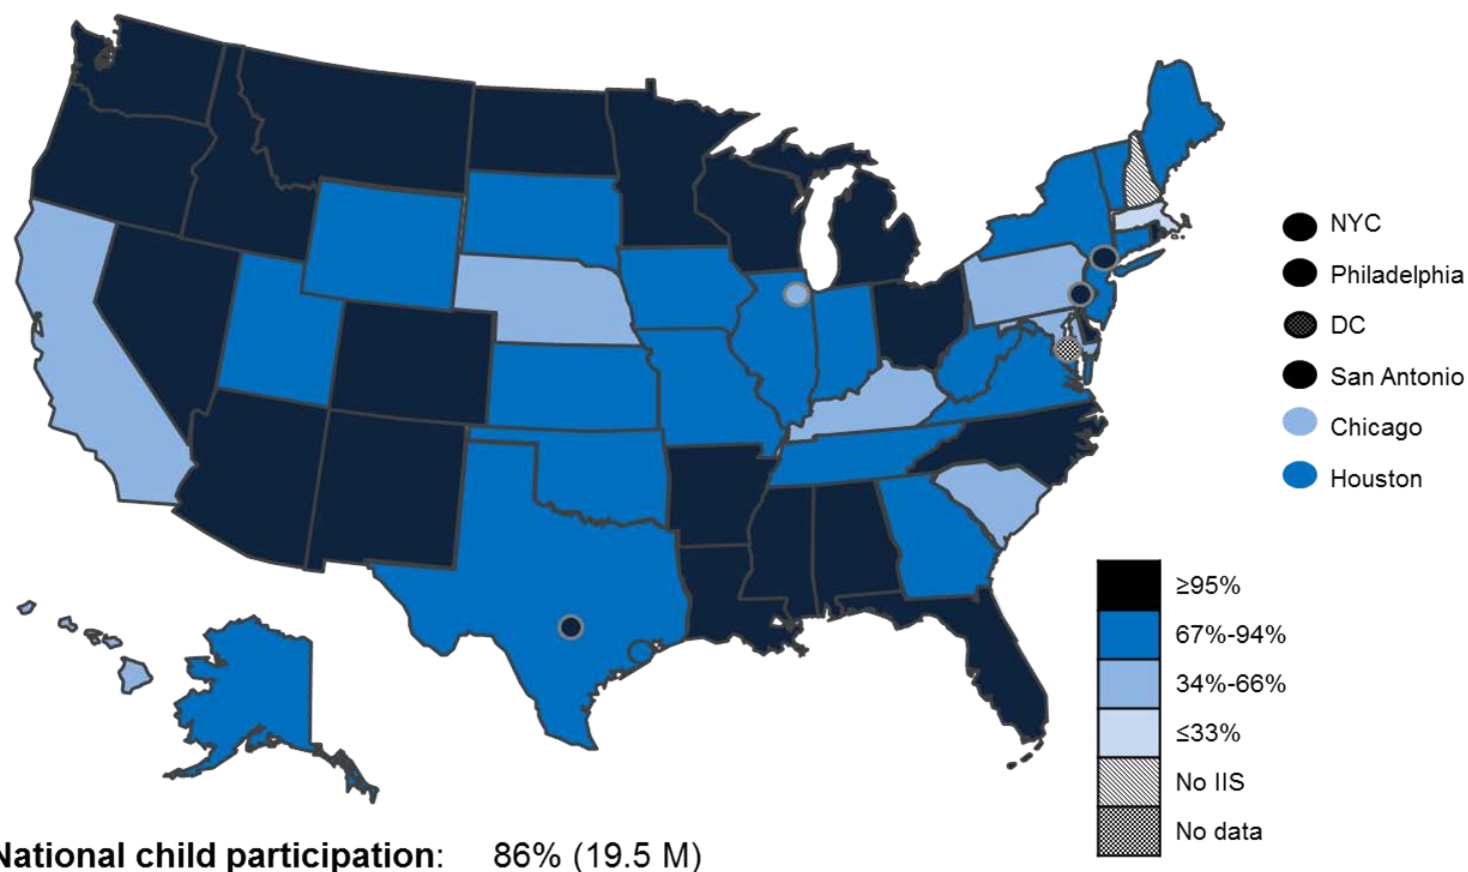 NYC
Philadelphia
DC
San Antonio
Chicago
Houston
≥95%
67%-94%
34%-66%
≤33%
No IIS
No data
National child participation: 86% (19.5 M)